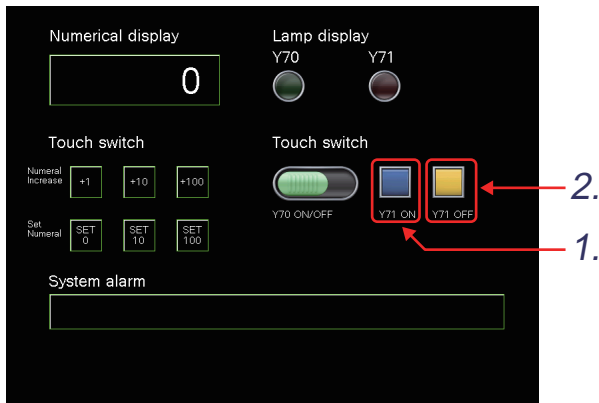 Numerical display
Lamp display
0
Y70
Y71
Touch switch
Numeral
Increase
+1
+10
+100
Set
Numeral
SET
0
SET
10
SET
100
Touch switch
Y70 ON/OFF
Y71 ON
Y71 OFF
2.
1.
System alarm